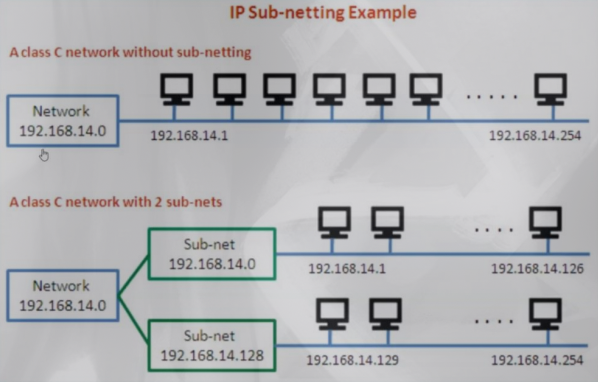 IP Sub-netting Example
A class C network without sub-netting
Network
192.168.14.0
192.168.14.1
192.168.14.254
A class C network with 2 sub-nets
Sub-net
192.168.14.0
192.168.14.1
192.168.14.126
Network
192.168.14.0
Sub-net
192.168.14.128
192.168.14.129
192.168.14.254